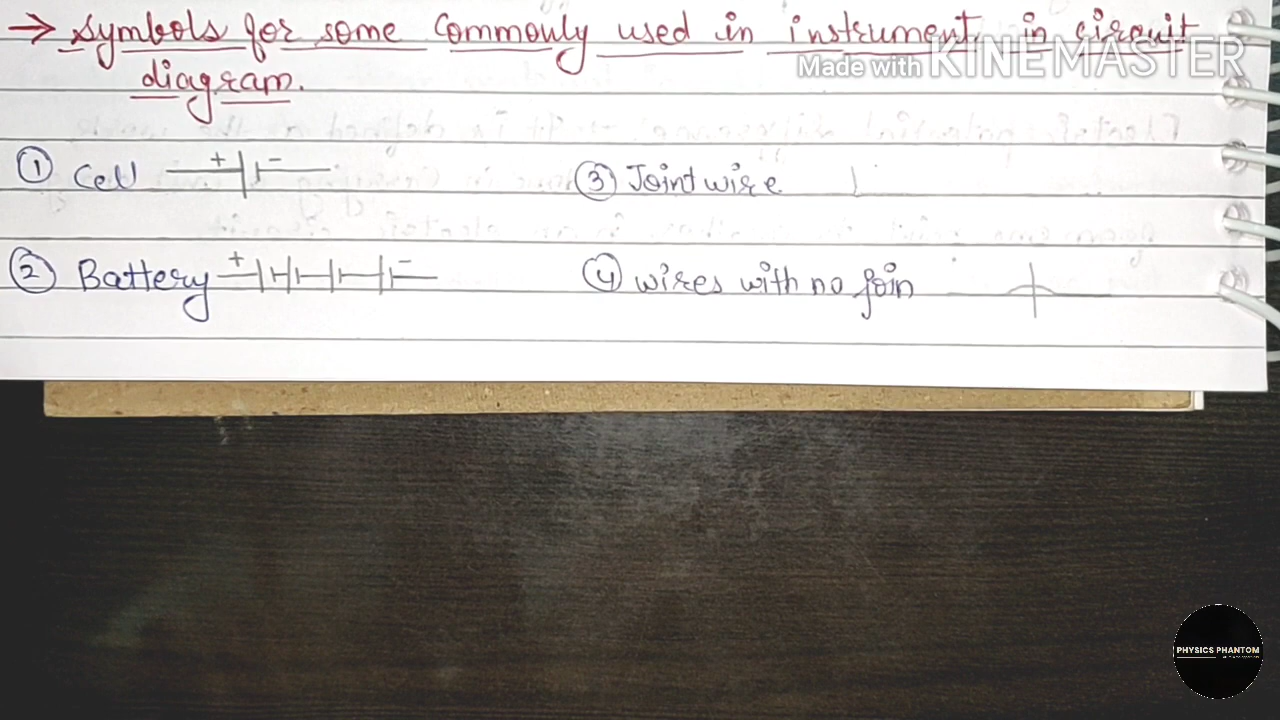 → Symbols for some commonly used in instrument in circuit
diagram.
Made with KINEMASTER
① Cell + -
③ Joint wire
② Battery + -
④ wires with no join
PHYSICS PHANTOM